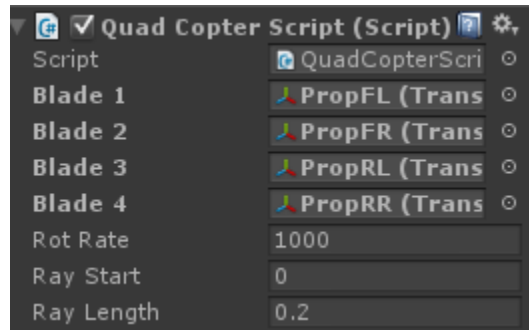 Quad Copter Script (Script)
Script QuadCopterScri
Blade 1 PropFL (Trans
Blade 2 PropFR (Trans
Blade 3 PropRL (Trans
Blade 4 PropRR (Trans
Rot Rate 1000
Ray Start 0
Ray Length 0.2